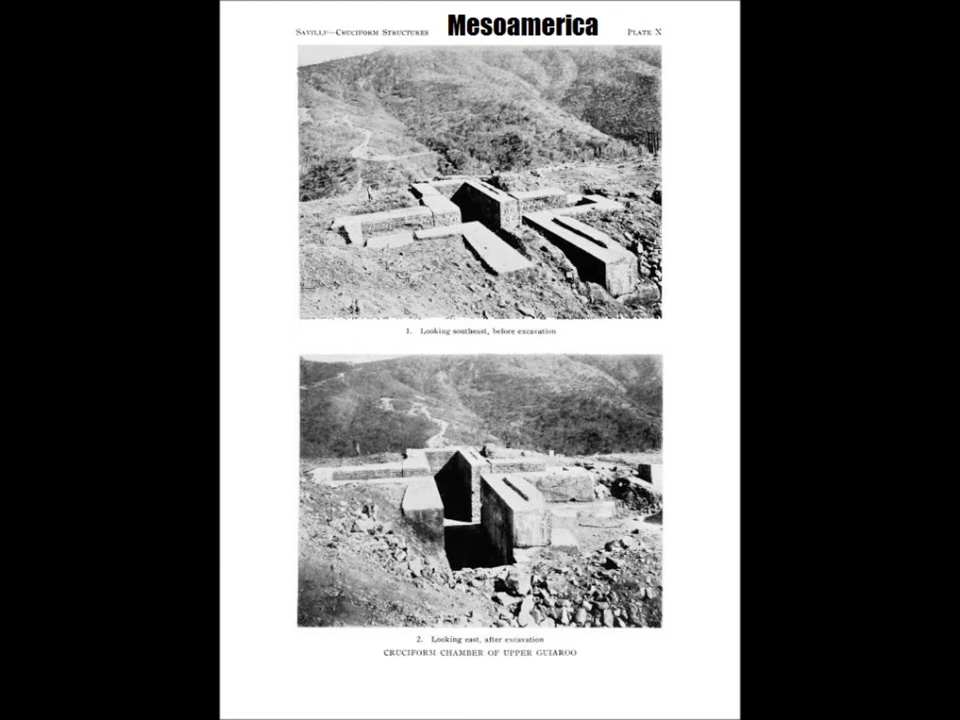 Mesoamerica
SAVILLE—CRUCIFORM STRUCTURES PLATE X
1. Looking southeast, before excavation
2. Looking east, after excavation
CRUCIFORM CHAMBER OF UPPER GUIAROO